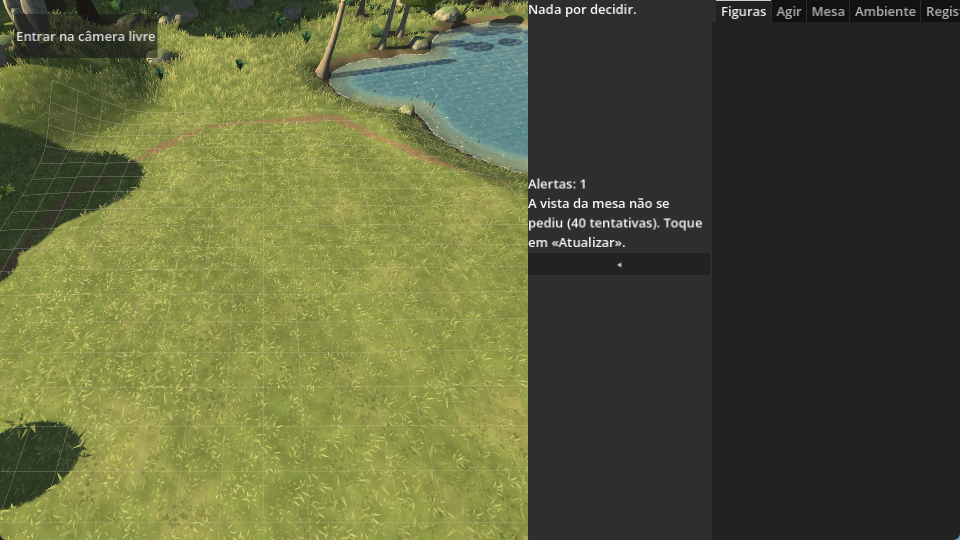 Entrar na câmera livre
Nada por decidir.
Alertas: 1
A vista da mesa não se
pediu (40 tentativas). Toque
em «Atualizar».
Figuras Agir Mesa Ambiente Regis